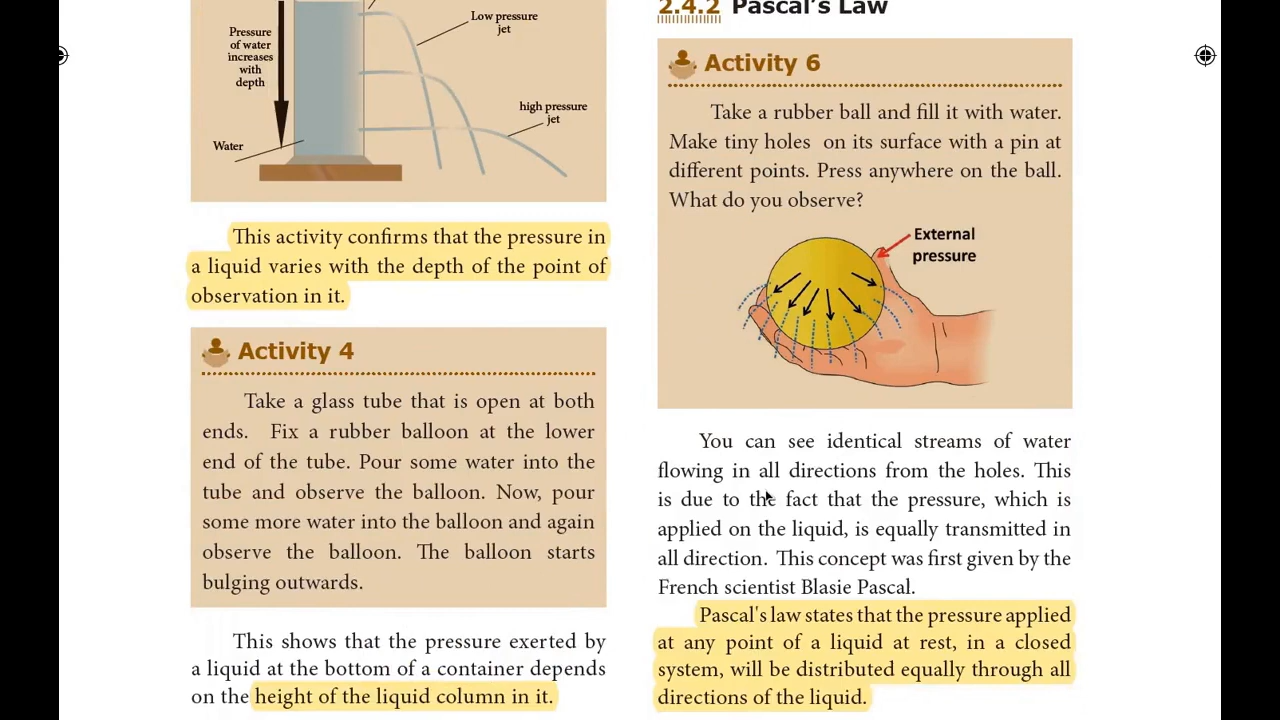 Low pressure
jet
Pressure
of water
increases
with
depth
high pressure
jet
Water
This activity confirms that the pressure in
a liquid varies with the depth of the point of
observation in it.
Activity 4
Take a glass tube that is open at both
ends. Fix a rubber balloon at the lower
end of the tube. Pour some water into the
tube and observe the balloon. Now, pour
some more water into the balloon and again
observe the balloon. The balloon starts
bulging outwards.
This shows that the pressure exerted by
a liquid at the bottom of a container depends
on the height of the liquid column in it.
2.4.2 Pascal's Law
Activity 6
Take a rubber ball and fill it with water.
Make tiny holes on its surface with a pin at
different points. Press anywhere on the ball.
What do you observe?
External
pressure
You can see identical streams of water
flowing in all directions from the holes. This
is due to the fact that the pressure, which is
applied on the liquid, is equally transmitted in
all direction. This concept was first given by the
French scientist Blasie Pascal.
Pascal's law states that the pressure applied
at any point of a liquid at rest, in a closed
system, will be distributed equally through all
directions of the liquid.